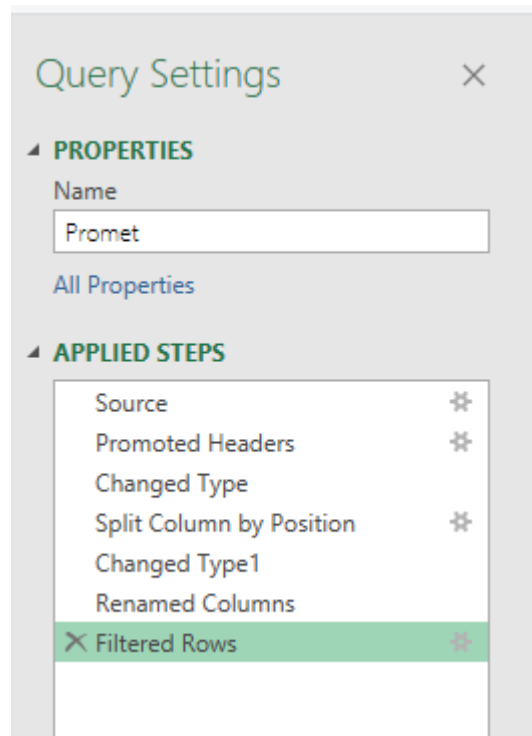 Query Settings
PROPERTIES
Name
Promet
All Properties
APPLIED STEPS
Source
Promoted Headers
Changed Type
Split Column by Position
Changed Type1
Renamed Columns
Filtered Rows